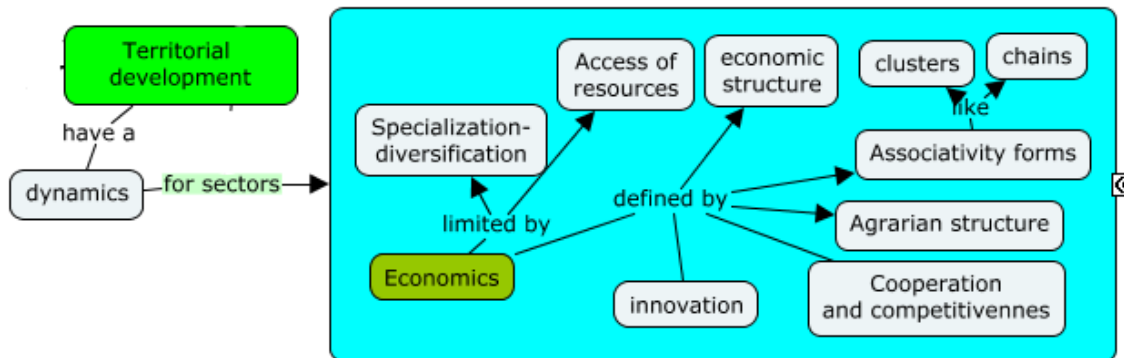 Territorial
development
have a
dynamics
for sectors
Specialization-
diversification
Access of
resources
economic
structure
clusters
chains
like
Associativity forms
limited by
defined by
Agrarian structure
Economics
innovation
Cooperation
and competitivennes